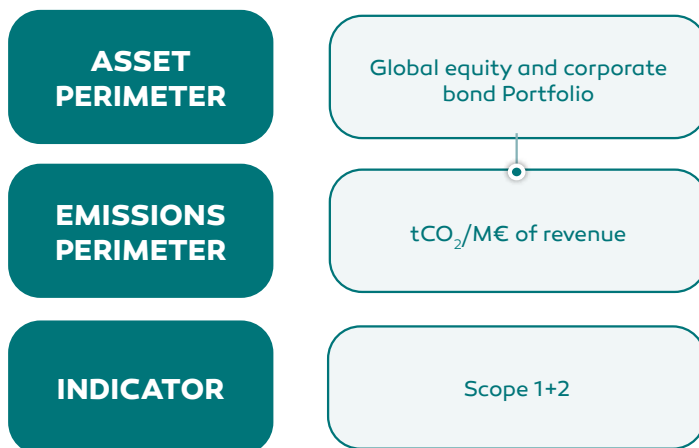 ASSET
PERIMETER
Global equity and corporate
bond Portfolio
EMISSIONS
PERIMETER
tCO₂/M€ of revenue
INDICATOR
Scope 1+2